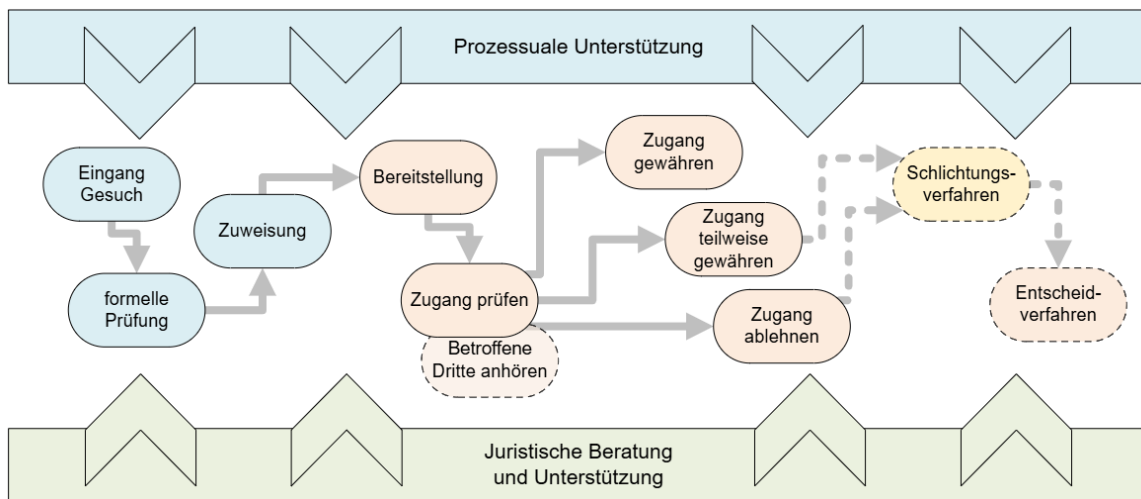 Prozessuale Unterstützung
Eingang
Gesuch
formelle
Prüfung
Zuweisung
Bereitstellung
Zugang prüfen
Betroffene
Dritte anhören
Zugang
gewähren
Zugang
teilweise
gewähren
Zugang
ablehnen
Schlichtungs-
verfahren
Entscheid-
verfahren
Juristische Beratung
und Unterstützung